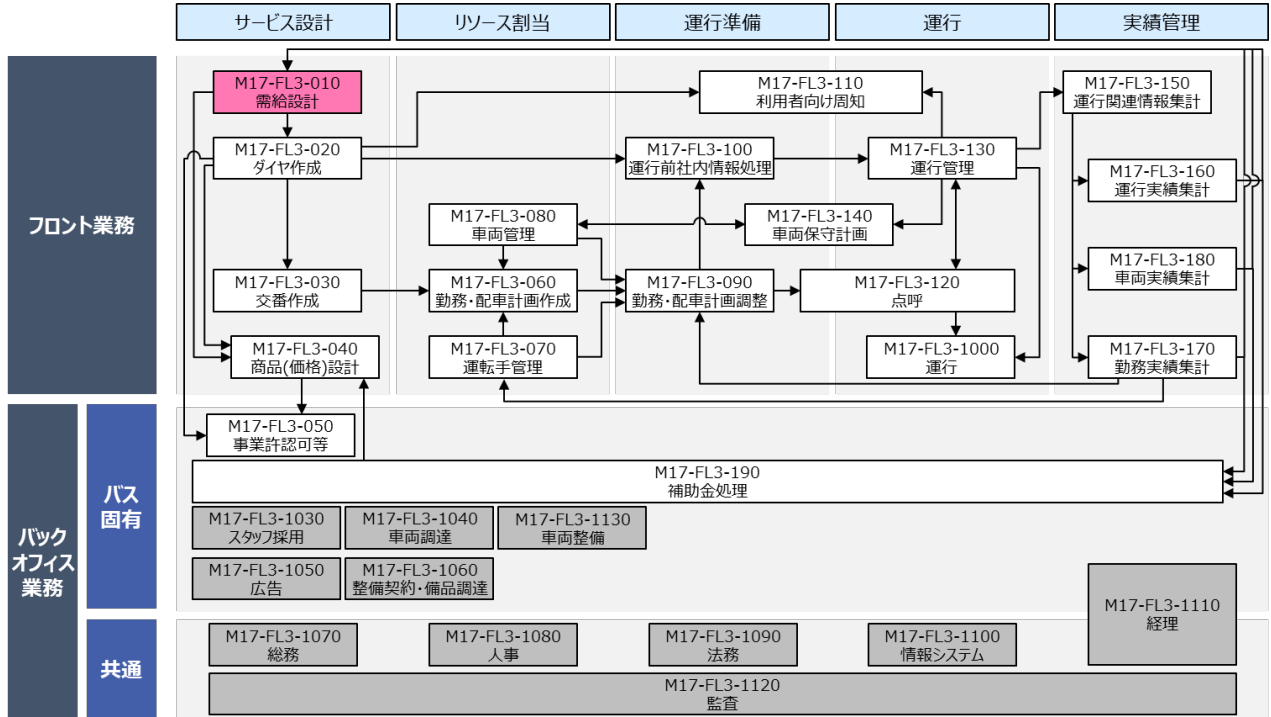 サービス設計
リソース割当
運行準備
運行
実績管理
フロント業務
M17-FL3-010
需給設計
M17-FL3-110
利用者向け周知
M17-FL3-150
運行関連情報集計
M17-FL3-020
ダイヤ作成
M17-FL3-100
運行前社内情報処理
M17-FL3-130
運行管理
M17-FL3-160
運行実績集計
M17-FL3-080
車両管理
M17-FL3-140
車両保守計画
M17-FL3-030
交番作成
M17-FL3-060
勤務・配車計画作成
M17-FL3-090
勤務・配車計画調整
M17-FL3-120
点呼
M17-FL3-180
車両実績集計
M17-FL3-040
商品(価格)設計
M17-FL3-070
運転手管理
M17-FL3-1000
運行
M17-FL3-170
勤務実績集計
バック
オフィス
業務
バス
固有
M17-FL3-050
事業許認可等
M17-FL3-190
補助金処理
M17-FL3-1030
スタッフ採用
M17-FL3-1040
車両調達
M17-FL3-1130
車両整備
M17-FL3-1050
広告
M17-FL3-1060
整備契約・備品調達
M17-FL3-1110
経理
共通
M17-FL3-1070
総務
M17-FL3-1080
人事
M17-FL3-1090
法務
M17-FL3-1100
情報システム
M17-FL3-1120
監査